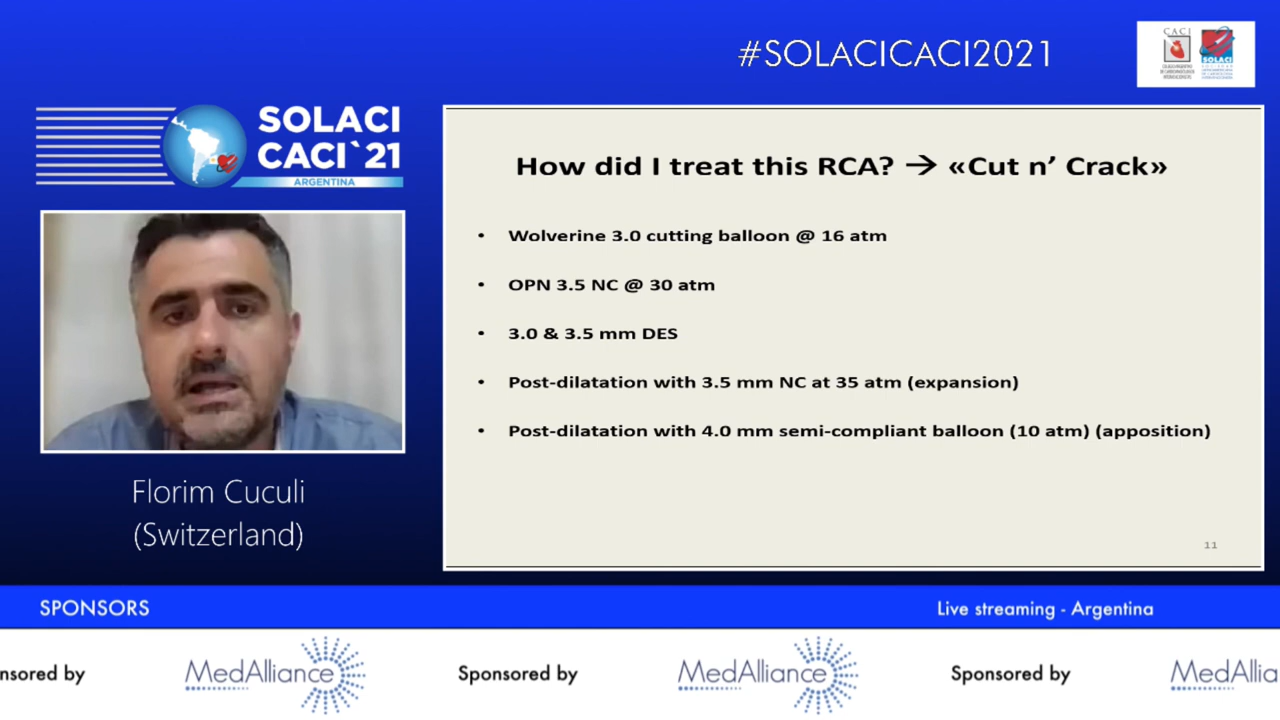 #SOLACICACI2021
CACI
SOLACI
SOLACI
CACI`21
ARGENTINA
How did I treat this RCA? → «Cut n’ Crack»
• Wolverine 3.0 cutting balloon @ 16 atm
• OPN 3.5 NC @ 30 atm
• 3.0 & 3.5 mm DES
• Post-dilatation with 3.5 mm NC at 35 atm (expansion)
• Post-dilatation with 4.0 mm semi-compliant balloon (10 atm) (apposition)
11
Florim Cuculi
(Switzerland)
SPONSORS
Live streaming - Argentina
nsored by MedAlliance Sponsored by MedAlliance Sponsored by MedAllia